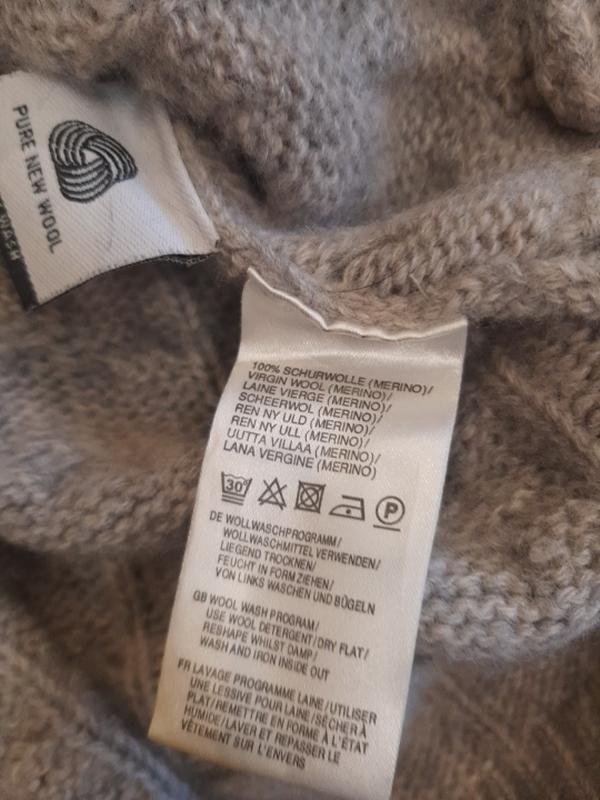 PURE NEW WOOL
WASH
100% SCHURWOLLE (MERINO)/
VIRGIN WOOL (MERINO)/
LAINE VIERGE (MERINO)/
SCHEERWOL (MERINO)/
REN NY ULD (MERINO)/
REN NY ULL (MERINO)/
UUTTA VILLAA (MERINO)/
LANA VERGINE (MERINO)
30° P
DE WOLLWASCHPROGRAMM/
WOLLWASCHMITTEL VERWENDEN/
LIEGEND TROCKNEN/
FEUCHT IN FORM ZIEHEN/
VON LINKS WASCHEN UND BÜGELN
GB WOOL WASH PROGRAM/
USE WOOL DETERGENT/DRY FLAT/
RESHAPE WHILST DAMP/
WASH AND IRON INSIDE OUT
FR LAVAGE PROGRAMME LAINE/UTILISER
UNE LESSIVE POUR LAINE/SÉCHER À
PLAT/REMETTRE EN FORME À L'ÉTAT
HUMIDE/LAVER ET REPASSER LE
VÊTEMENT SUR L'ENVERS